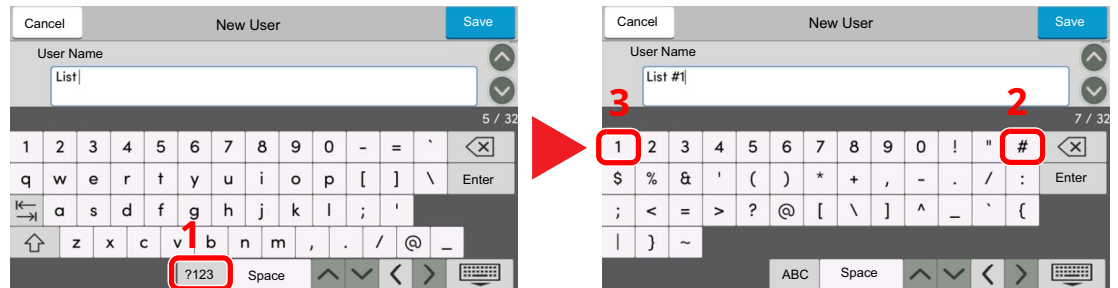 Cancel New User Save
User Name
List
5 / 32
1 2 3 4 5 6 7 8 9 0 - = `
q w e r t y u i o p [ ] \ Enter
a s d f g h j k l ; '
z x c v b n m , . / @ _
1
?123 Space
Cancel New User Save
User Name
List #1
3 2
7 / 32
1 2 3 4 5 6 7 8 9 0 ! " #
$ % & ' ( ) * + , - . / : Enter
; < = > ? @ [ \ ] ^ _ ` {
| } ~
ABC Space